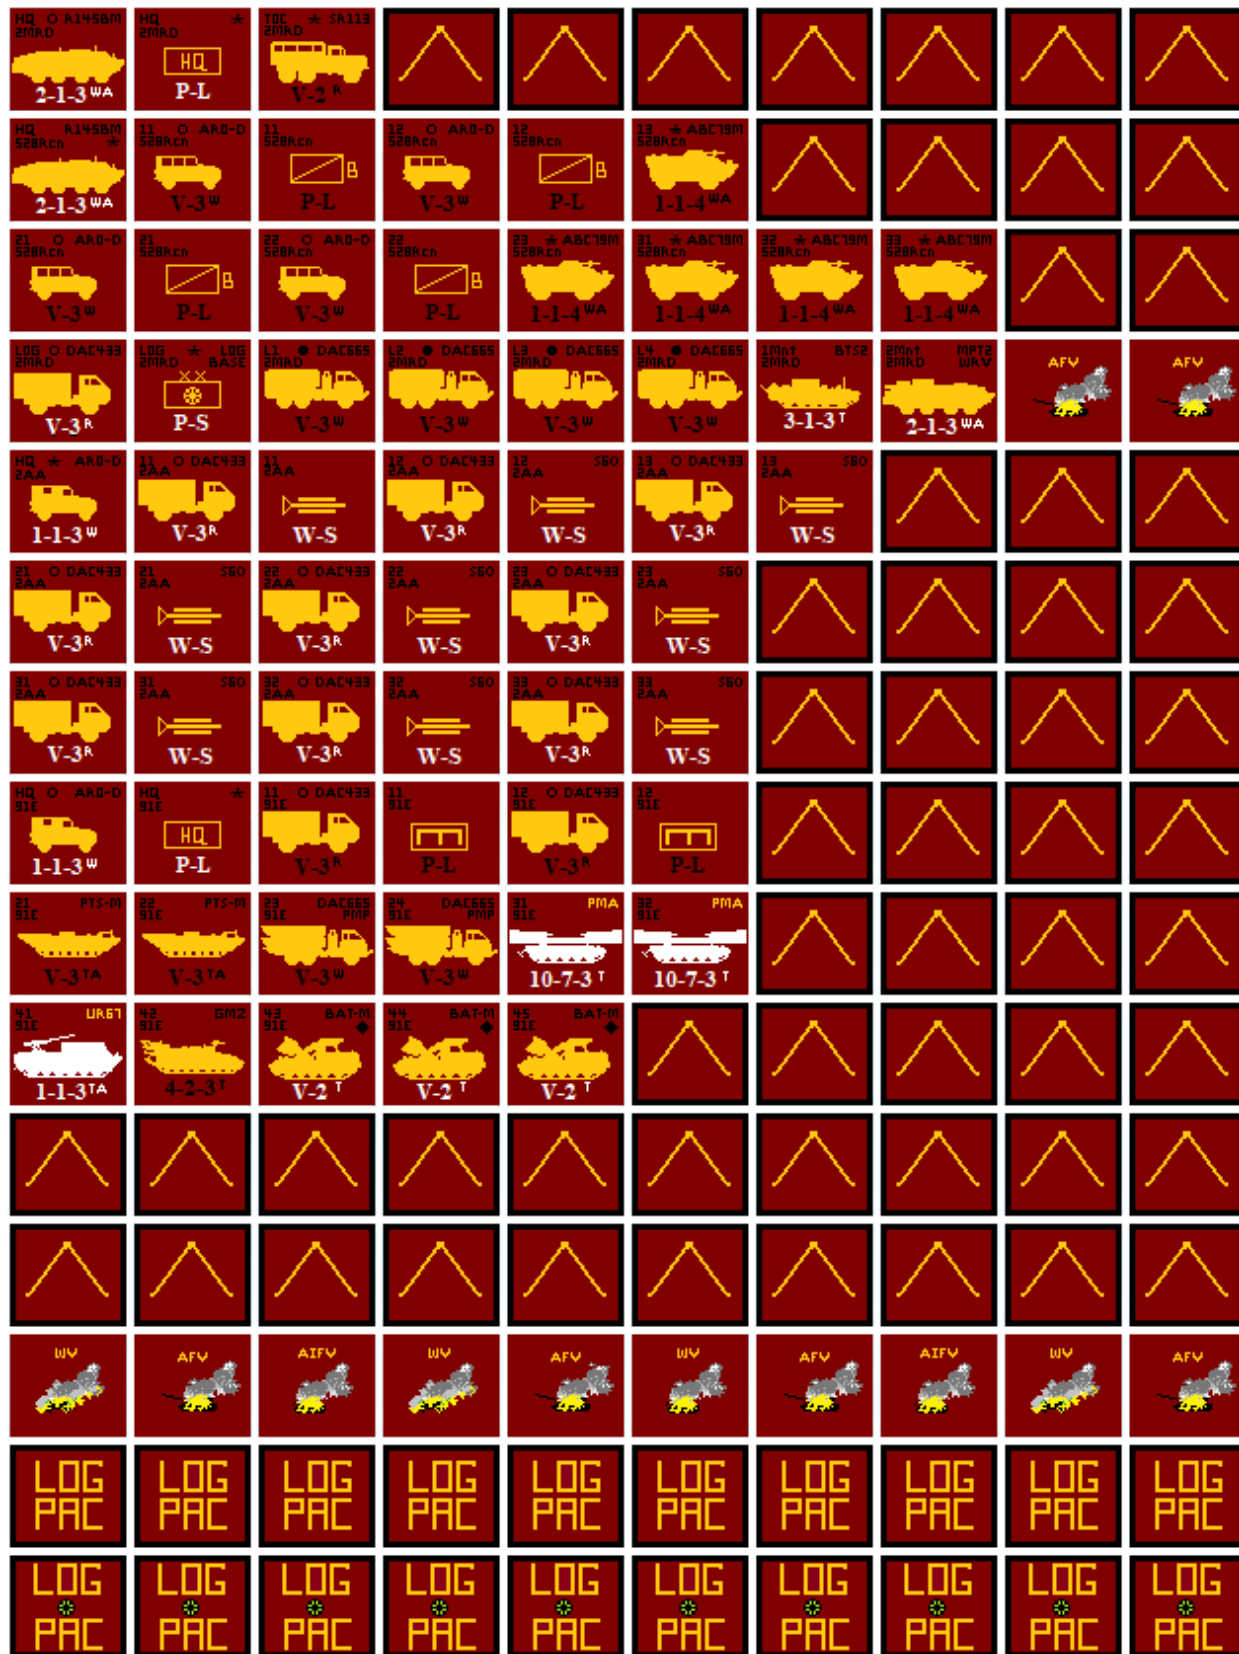 HQ O R145BM
2MRD
2-1-3 WA
HQ *
2MRD
HQ
P-L
TOC * SR113
2MRD
V-2 R
HQ R145BM
528Rcn *
2-1-3 WA
11 O ARO-D
528Rcn
V-3 W
11
528Rcn
B
P-L
12 O ARO-D
528Rcn
V-3 W
12
528Rcn
B
P-L
13 * ABC79M
528Rcn
1-1-4 WA
21 O ARO-D
528Rcn
V-3 W
21
528Rcn
B
P-L
22 O ARO-D
528Rcn
V-3 W
22
528Rcn
B
P-L
23 * ABC79M
528Rcn
1-1-4 WA
31 * ABC79M
528Rcn
1-1-4 WA
32 * ABC79M
528Rcn
1-1-4 WA
33 * ABC79M
528Rcn
1-1-4 WA
LOG O DAC433
2MRD
V-3 R
LOG * LOG
2MRD BASE
XX
P-S
L1 ● DAC665
2MRD
V-3 W
L2 ● DAC665
2MRD
V-3 W
L3 ● DAC665
2MRD
V-3 W
L4 ● DAC665
2MRD
V-3 W
1Mnt BTS2
2MRD
3-1-3 T
2Mnt MPT2
2MRD WRV
2-1-3 WA
AFV
AFV
HQ * ARO-D
2AA
1-1-3 W
11 O DAC433
2AA
V-3 R
11
2AA
W-S
12 O DAC433
2AA
V-3 R
12 S60
2AA
W-S
13 O DAC433
2AA
V-3 R
13 S60
2AA
W-S
21 O DAC433
2AA
V-3 R
21 S60
2AA
W-S
22 O DAC433
2AA
V-3 R
22 S60
2AA
W-S
23 O DAC433
2AA
V-3 R
23 S60
2AA
W-S
31 O DAC433
2AA
V-3 R
31 S60
2AA
W-S
32 O DAC433
2AA
V-3 R
32 S60
2AA
W-S
33 O DAC433
2AA
V-3 R
33 S60
2AA
W-S
HQ O ARO-D
91E
1-1-3 W
HQ *
91E
HQ
P-L
11 O DAC433
91E
V-3 R
11
91E
P-L
12 O DAC433
91E
V-3 R
12
91E
P-L
21 PTS-M
91E
V-3 TA
22 PTS-M
91E
V-3 TA
23 DAC665
91E PMP
V-3 W
24 DAC665
91E PMP
V-3 W
31 PMA
91E
10-7-3 T
32 PMA
91E
10-7-3 T
41 UR67
91E
1-1-3 TA
42 GMZ
91E
4-2-3 T
43 BAT-M
91E ◆
V-2 T
44 BAT-M
91E ◆
V-2 T
45 BAT-M
91E ◆
V-2 T
WV
AFV
AIFV
WV
AFV
WV
AFV
AIFV
WV
AFV
LOG
PAC
LOG
PAC
LOG
PAC
LOG
PAC
LOG
PAC
LOG
PAC
LOG
PAC
LOG
PAC
LOG
PAC
LOG
PAC
LOG
PAC
LOG
PAC
LOG
PAC
LOG
PAC
LOG
PAC
LOG
PAC
LOG
PAC
LOG
PAC
LOG
PAC
LOG
PAC